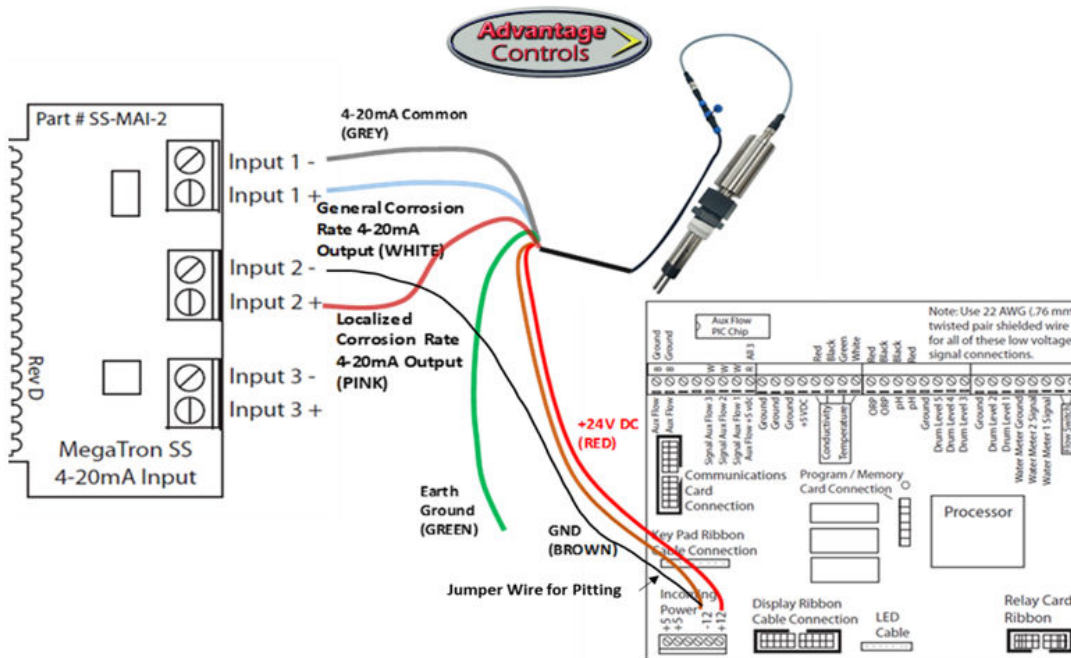 Advantage
Controls
Part # SS-MAI-2
Input 1 -
Input 1 +
Input 2 -
Input 2 +
Input 3 -
Input 3 +
Rev D
MegaTron SS
4-20mA Input
4-20mA Common
(GREY)
General Corrosion
Rate 4-20mA
Output (WHITE)
Localized
Corrosion Rate
4-20mA Output
(PINK)
+24V DC
(RED)
Earth
Ground
(GREEN)
GND
(BROWN)
Jumper Wire for Pitting
Aux Flow
PIC Chip
Note: Use 22 AWG (.76 mm
twisted pair shielded wire
for all of these low voltage
signal connections.
Ground
Ground
All 3
Red
Black
Green
White
Red
Black
Black
Red
B
B
W
W
W
R
Aux Flow
Aux Flow
Signal Aux Flow 3
Signal Aux Flow 2
Signal Aux Flow 1
Aux Flow +5 vdc
Ground
Ground
Ground
+5 VDC
Conductivity
Temperature
ORP
ORP
pH
pH
Ground
Drum Level 5
Drum Level 4
Drum Level 3
Ground
Drum Level 2
Drum Level 1
Water Meter Ground
Water Meter 2 Signal
Water Meter 1 Signal
Flow Switch
Communications
Card
Connection
Program / Memory
Card Connection
Processor
Key Pad Ribbon
Cable Connection
Incoming
Power
+5
+5
-12
+12
Display Ribbon
Cable Connection
LED
Cable
Relay Card
Ribbon